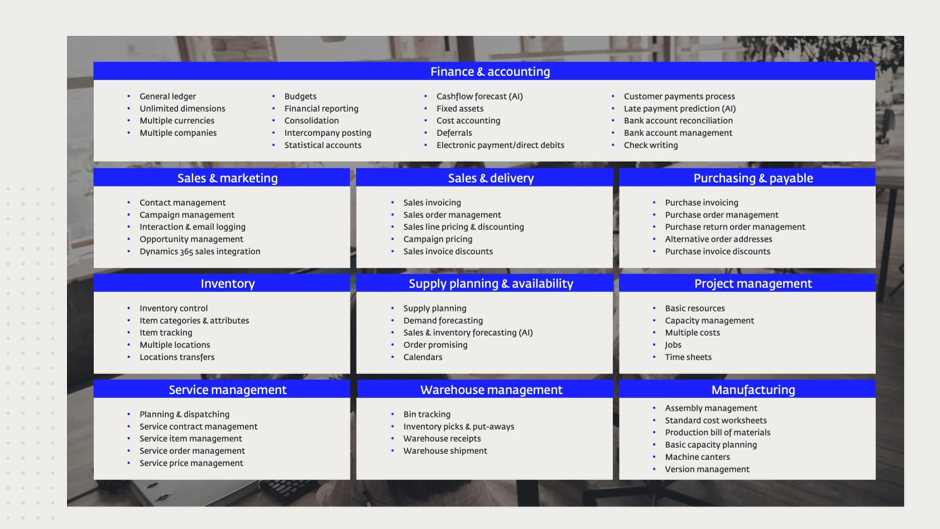 Finance & accounting
• General ledger
• Unlimited dimensions
• Multiple currencies
• Multiple companies
• Budgets
• Financial reporting
• Consolidation
• Intercompany posting
• Statistical accounts
• Cashflow forecast (AI)
• Fixed assets
• Cost accounting
• Deferrals
• Electronic payment/direct debits
• Customer payments process
• Late payment prediction (AI)
• Bank account reconciliation
• Bank account management
• Check writing
Sales & marketing
• Contact management
• Campaign management
• Interaction & email logging
• Opportunity management
• Dynamics 365 sales integration
Sales & delivery
• Sales invoicing
• Sales order management
• Sales line pricing & discounting
• Campaign pricing
• Sales invoice discounts
Purchasing & payable
• Purchase invoicing
• Purchase order management
• Purchase return order management
• Alternative order addresses
• Purchase invoice discounts
Inventory
• Inventory control
• Item categories & attributes
• Item tracking
• Multiple locations
• Locations transfers
Supply planning & availability
• Supply planning
• Demand forecasting
• Sales & inventory forecasting (AI)
• Order promising
• Calendars
Project management
• Basic resources
• Capacity management
• Multiple costs
• Jobs
• Time sheets
Service management
• Planning & dispatching
• Service contract management
• Service item management
• Service order management
• Service price management
Warehouse management
• Bin tracking
• Inventory picks & put-aways
• Warehouse receipts
• Warehouse shipment
Manufacturing
• Assembly management
• Standard cost worksheets
• Production bill of materials
• Basic capacity planning
• Machine canters
• Version management